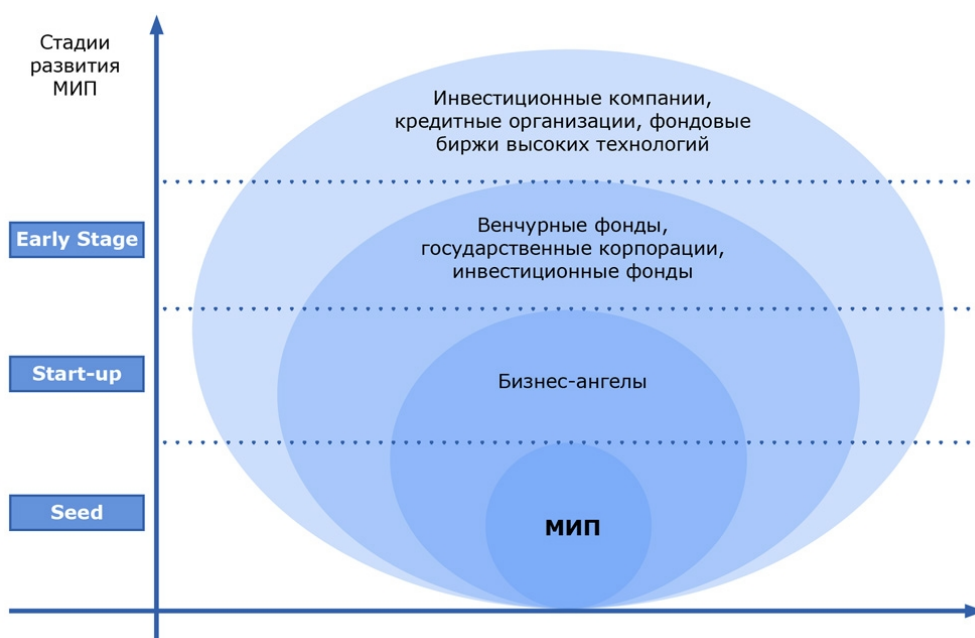 Стадии
развития
МИП
Инвестиционные компании,
кредитные организации, фондовые
биржи высоких технологий
Early Stage
Венчурные фонды,
государственные корпорации,
инвестиционные фонды
Start-up
Бизнес-ангелы
Seed
МИП